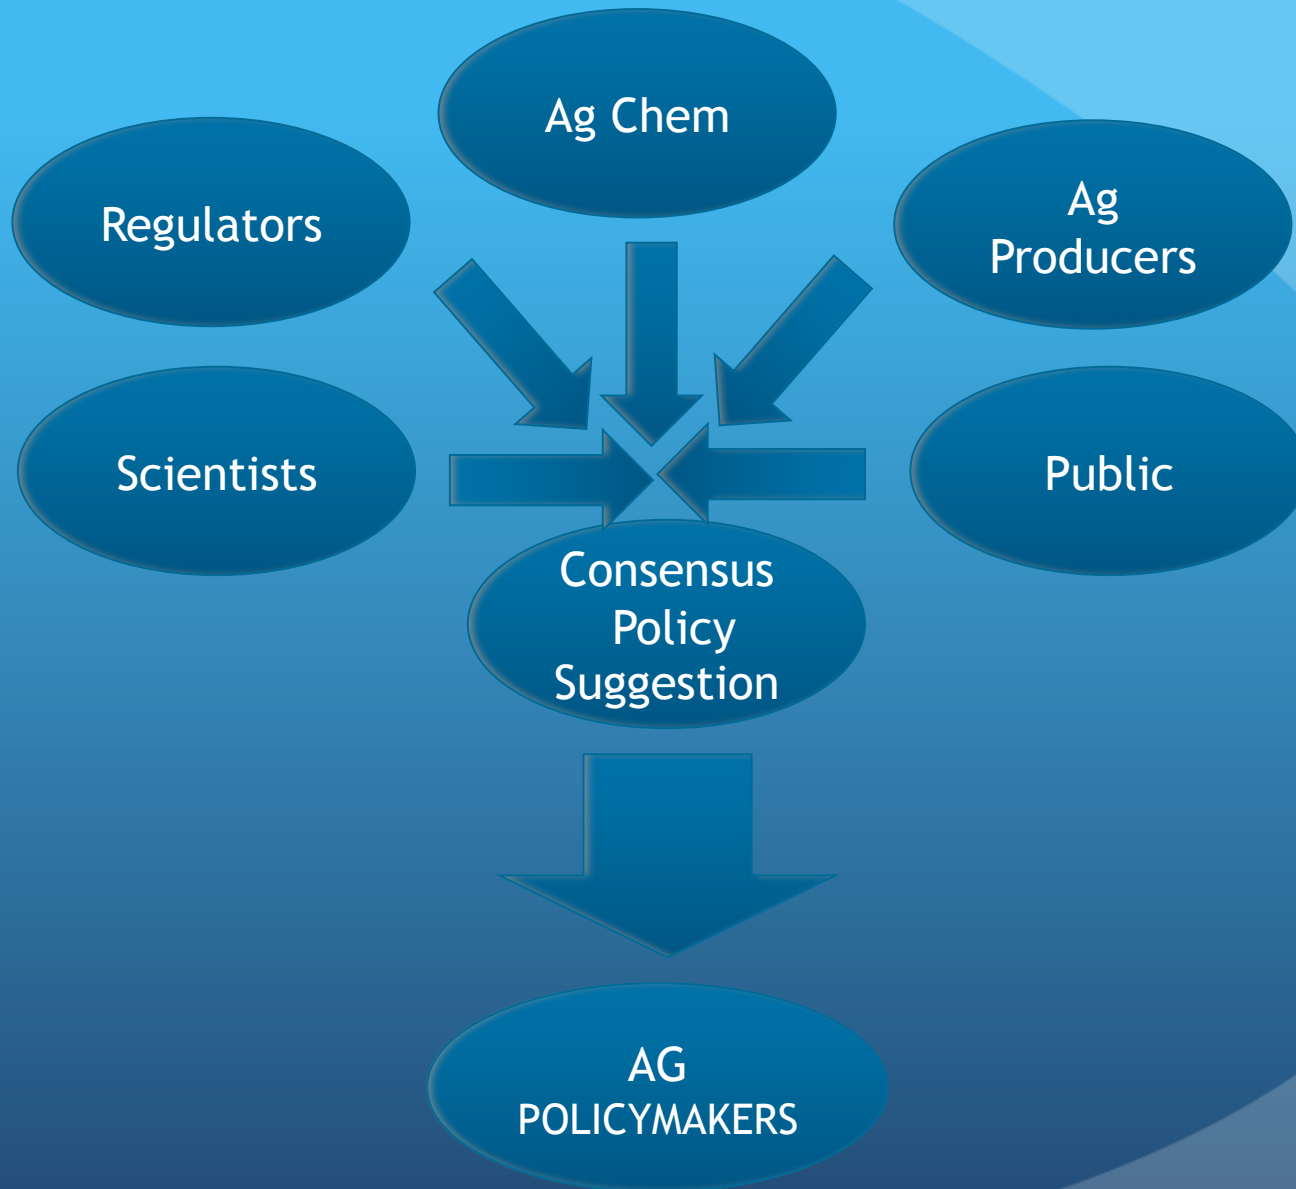 Ag Chem
Regulators
Ag
Producers
Scientists
Public
Consensus
Policy
Suggestion
AG
POLICYMAKERS